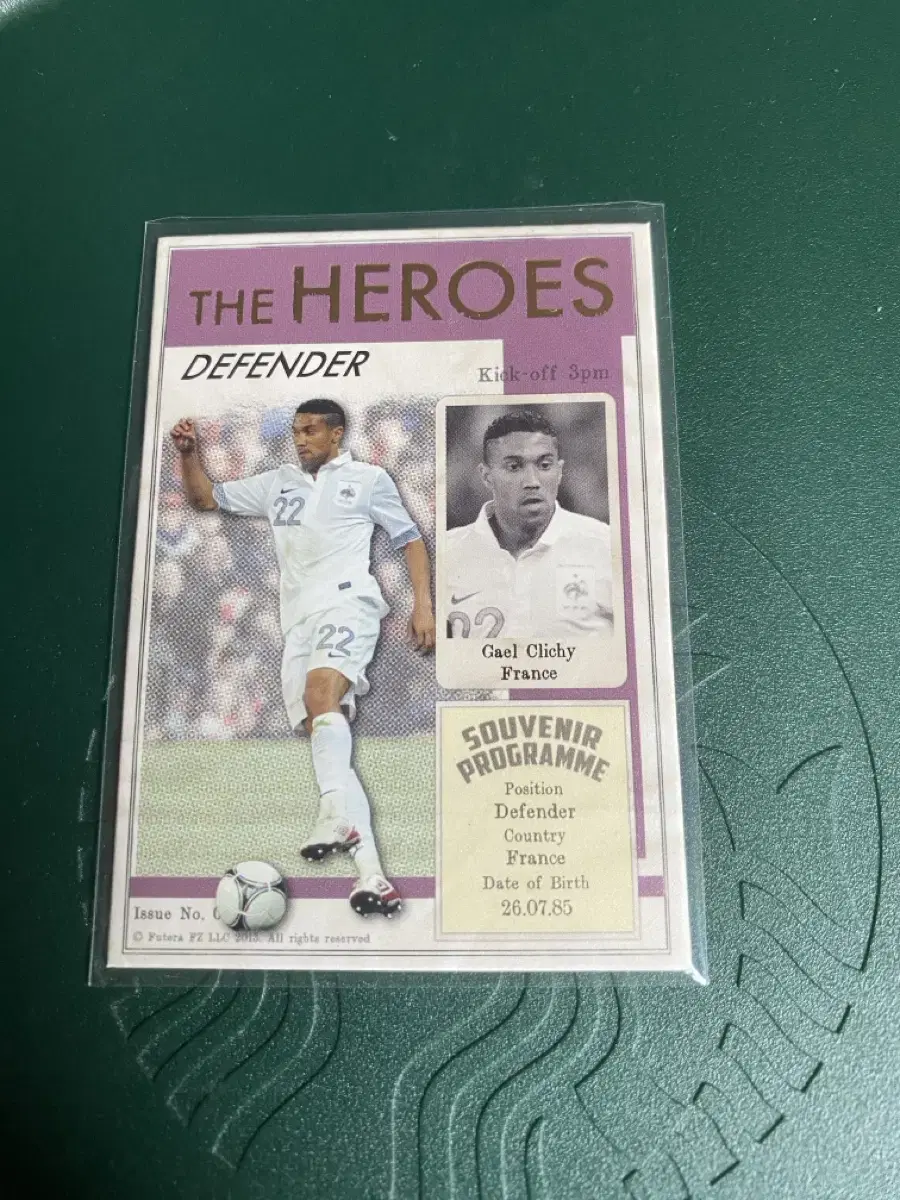 THE HEROES
DEFENDER
Kick-off 3pm
22
22
22
Gael Clichy
France
SOUVENIR
PROGRAMME
Position
Defender
Country
France
Date of Birth
26.07.85
Issue No.
© Futera FZ LLC 2013. All rights reserved